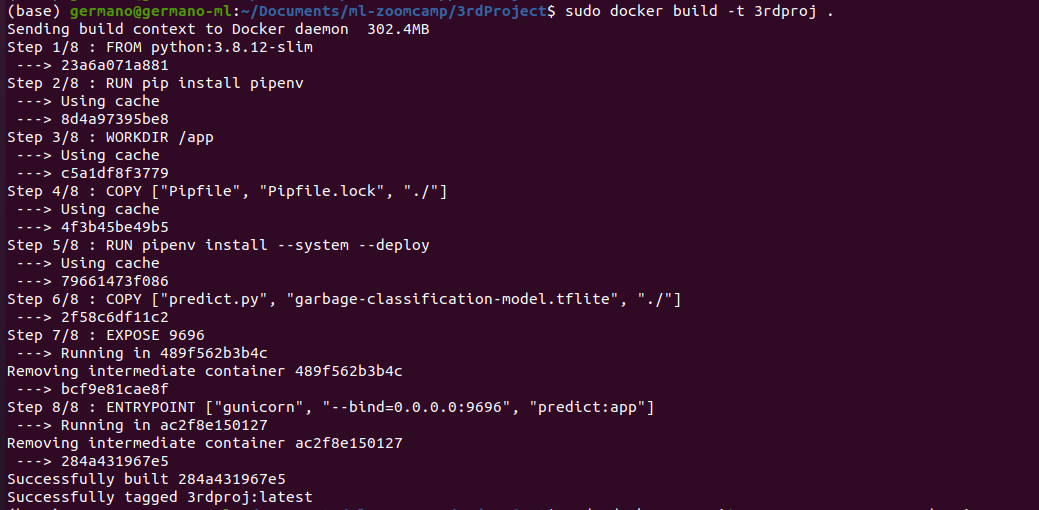 (base) germano@germano-ml:~/Documents/ml-zoomcamp/3rdProject$ sudo docker build -t 3rdproj .
Sending build context to Docker daemon  302.4MB
Step 1/8 : FROM python:3.8.12-slim
 ---> 23a6a071a881
Step 2/8 : RUN pip install pipenv
 ---> Using cache
 ---> 8d4a97395be8
Step 3/8 : WORKDIR /app
 ---> Using cache
 ---> c5a1df8f3779
Step 4/8 : COPY ["Pipfile", "Pipfile.lock", "./"]
 ---> Using cache
 ---> 4f3b45be49b5
Step 5/8 : RUN pipenv install --system --deploy
 ---> Using cache
 ---> 79661473f086
Step 6/8 : COPY ["predict.py", "garbage-classification-model.tflite", "./"]
 ---> 2f58c6df11c2
Step 7/8 : EXPOSE 9696
 ---> Running in 489f562b3b4c
Removing intermediate container 489f562b3b4c
 ---> bcf9e81cae8f
Step 8/8 : ENTRYPOINT ["gunicorn", "--bind=0.0.0.0:9696", "predict:app"]
 ---> Running in ac2f8e150127
Removing intermediate container ac2f8e150127
 ---> 284a431967e5
Successfully built 284a431967e5
Successfully tagged 3rdproj:latest